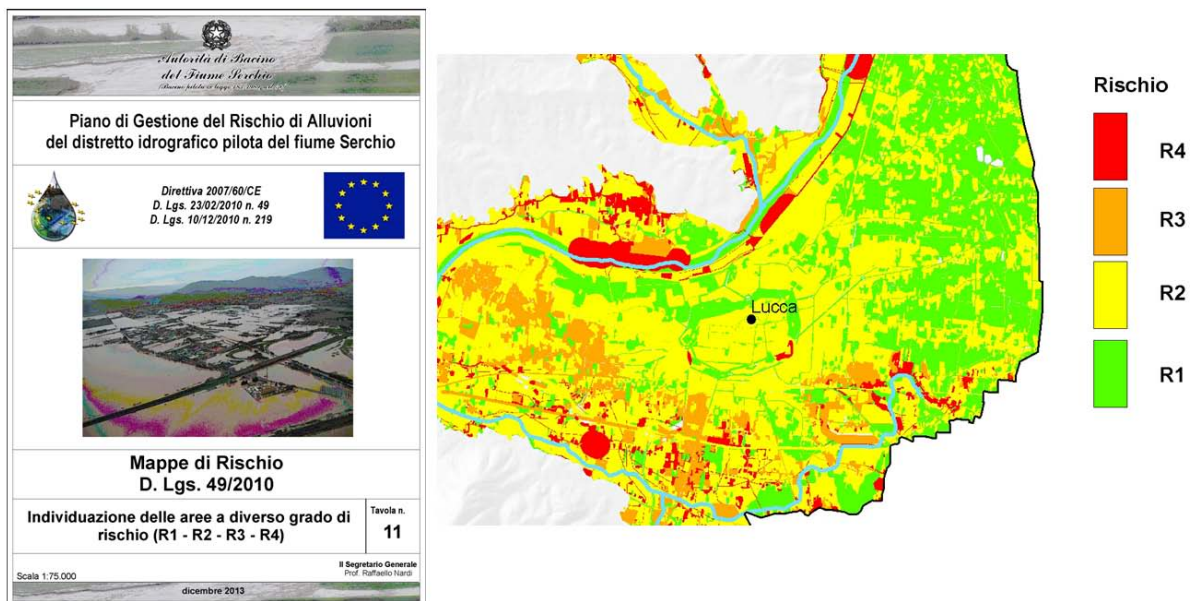 Autorità di Bacino
del Fiume Serchio
Piano di Gestione del Rischio di Alluvioni
del distretto idrografico pilota del fiume Serchio
Direttiva 2007/60/CE
D. Lgs. 23/02/2010 n. 49
D. Lgs. 10/12/2010 n. 219
Mappe di Rischio
D. Lgs. 49/2010
Individuazione delle aree a diverso grado di
rischio (R1 - R2 - R3 - R4)
Tavola n.
11
Il Segretario Generale
Prof. Raffaello Nardi
Scala 1:75.000
dicembre 2013
Lucca
Rischio
R4
R3
R2
R1